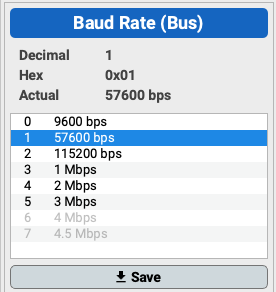 Baud Rate (Bus)
Decimal 1
Hex 0x01
Actual 57600 bps
0 9600 bps
1 57600 bps
2 115200 bps
3 1 Mbps
4 2 Mbps
5 3 Mbps
6 4 Mbps
7 4.5 Mbps
Save